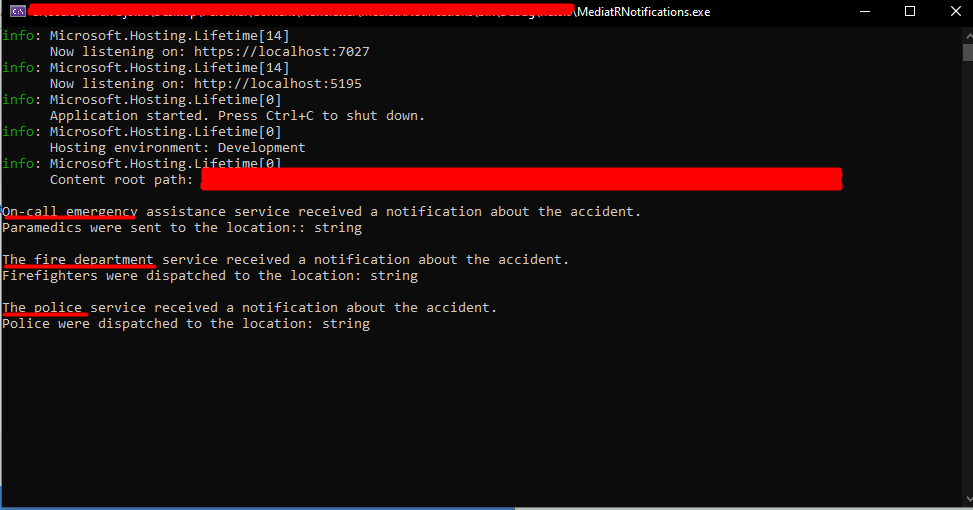 \MediatRNotifications.exe
info: Microsoft.Hosting.Lifetime[14]
Now listening on: https://localhost:7027
info: Microsoft.Hosting.Lifetime[14]
Now listening on: http://localhost:5195
info: Microsoft.Hosting.Lifetime[0]
Application started. Press Ctrl+C to shut down.
info: Microsoft.Hosting.Lifetime[0]
Hosting environment: Development
info: Microsoft.Hosting.Lifetime[0]
Content root path:
On-call emergency assistance service received a notification about the accident.
Paramedics were sent to the location:: string
The fire department service received a notification about the accident.
Firefighters were dispatched to the location: string
The police service received a notification about the accident.
Police were dispatched to the location: string